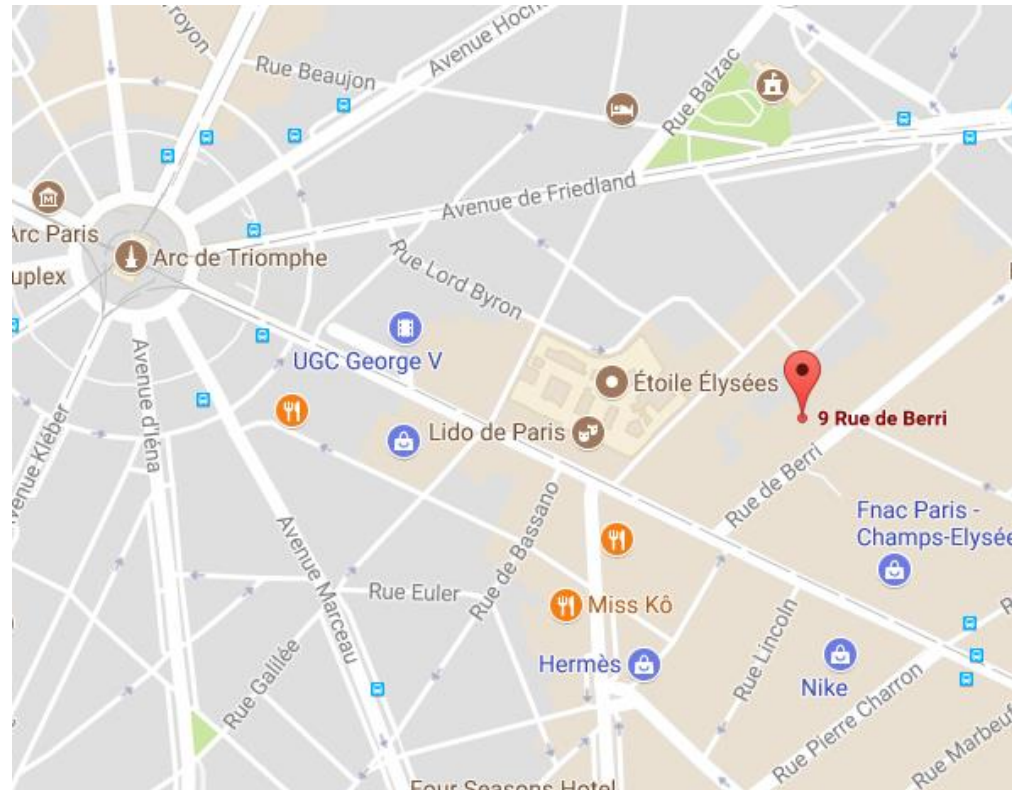 Troyon
Rue Beaujon
Avenue Hoch
Rue Balzac
Avenue de Friedland
Arc Paris
uplex
Arc de Triomphe
Rue Lord Byron
UGC George V
Étoile Élysées
9 Rue de Berri
Lido de Paris
Avenue d'Iéna
Avenue Kléber
Rue de Berri
Fnac Paris -
Champs-Elysée
Avenue Marceau
Rue de Bassano
Rue Euler
Miss Kô
Rue Galilée
Hermès
Rue Lincoln
Nike
Rue Pierre Charron
Rue Marbeuf
Four Seasons Hotel